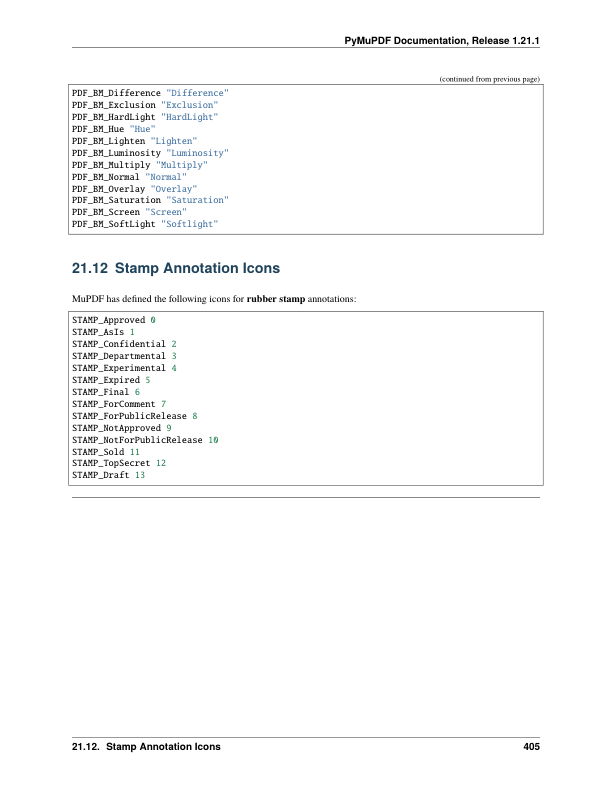 PyMuPDF Documentation, Release 1.21.1
(continued from previous page)
PDF_BM_Difference "Difference"
PDF_BM_Exclusion "Exclusion"
PDF_BM_HardLight "HardLight"
PDF_BM_Hue "Hue"
PDF_BM_Lighten "Lighten"
PDF_BM_Luminosity "Luminosity"
PDF_BM_Multiply "Multiply"
PDF_BM_Normal "Normal"
PDF_BM_Overlay "Overlay"
PDF_BM_Saturation "Saturation"
PDF_BM_Screen "Screen"
PDF_BM_SoftLight "Softlight"
21.12 Stamp Annotation Icons
MuPDF has defined the following icons for rubber stamp annotations:
STAMP_Approved 0
STAMP_AsIs 1
STAMP_Confidential 2
STAMP_Departmental 3
STAMP_Experimental 4
STAMP_Expired 5
STAMP_Final 6
STAMP_ForComment 7
STAMP_ForPublicRelease 8
STAMP_NotApproved 9
STAMP_NotForPublicRelease 10
STAMP_Sold 11
STAMP_TopSecret 12
STAMP_Draft 13
21.12. Stamp Annotation Icons 405